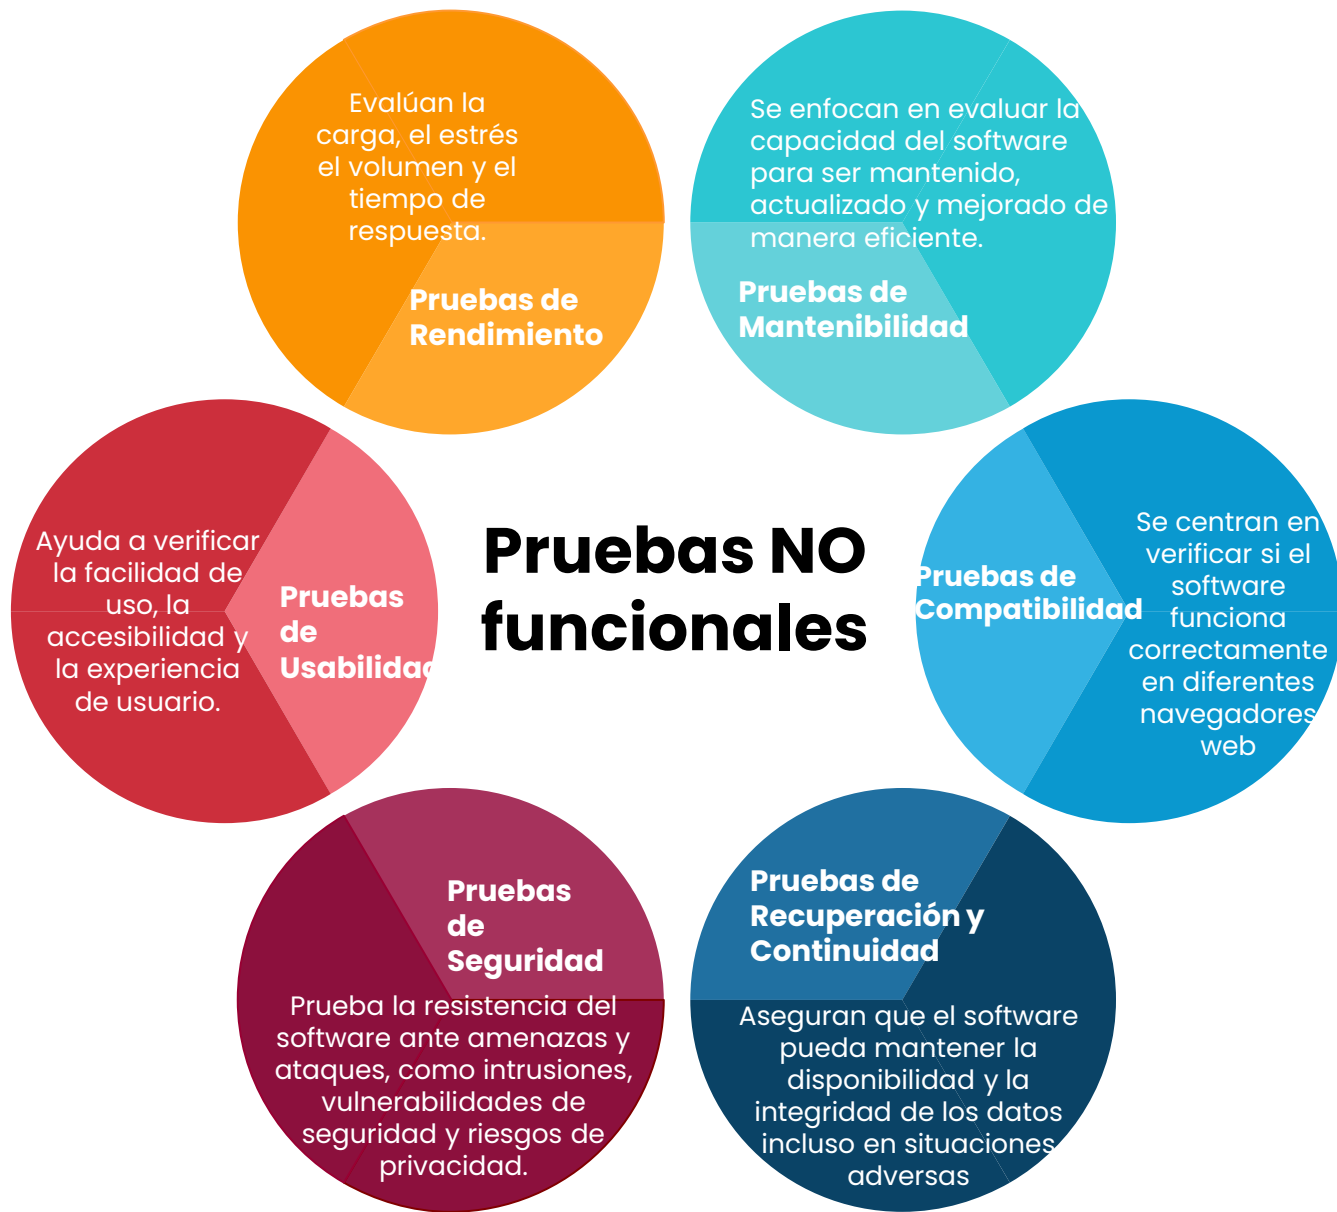 Evalúan la
carga, el estrés
el volumen y el
tiempo de
respuesta.
Pruebas de
Rendimiento
Se enfocan en evaluar la
capacidad del software
para ser mantenido,
actualizado y mejorado de
manera eficiente.
Pruebas de
Mantenibilidad
Ayuda a verificar
la facilidad de
uso, la
accesibilidad y
la experiencia
de usuario.
Pruebas
de
Usabilidad
Pruebas NO
funcionales
Pruebas de
Compatibilidad
Se centran en
verificar si el
software
funciona
correctamente
en diferentes
navegadores
web
Pruebas
de
Seguridad
Prueba la resistencia del
software ante amenazas y
ataques, como intrusiones,
vulnerabilidades de
seguridad y riesgos de
privacidad.
Pruebas de
Recuperación y
Continuidad
Aseguran que el software
pueda mantener la
disponibilidad y la
integridad de los datos
incluso en situaciones
adversas